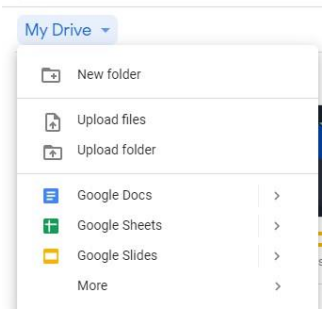 My Drive
New folder
Upload files
Upload folder
Google Docs
Google Sheets
Google Slides
More